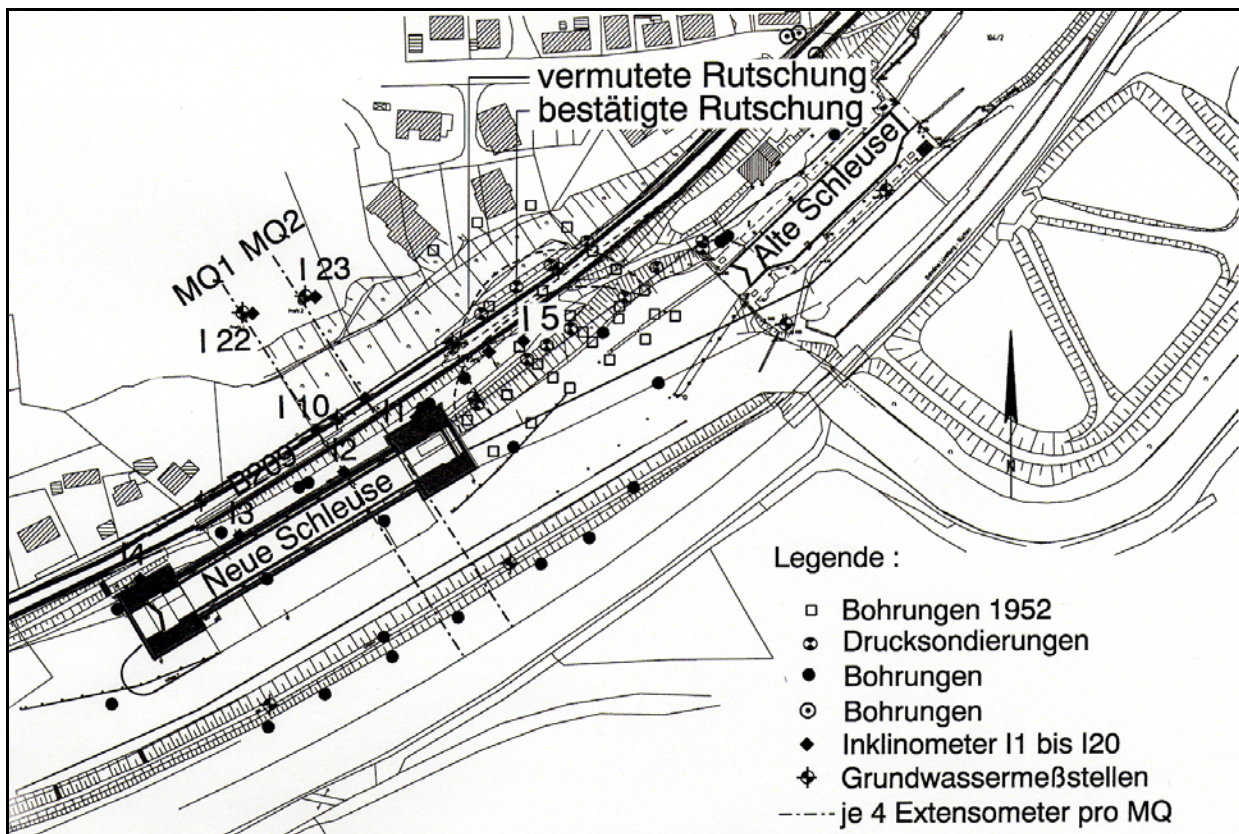 vermutete Rutschung
bestätigte Rutschung
Alte Schleuse
MQ1
MQ2
I 23
I 22
I 5
I 10
I1
I2
B209
I3
I4
Neue Schleuse
Legende :
Bohrungen 1952
Drucksondierungen
Bohrungen
Bohrungen
Inklinometer I1 bis I20
Grundwassermeßstellen
je 4 Extensometer pro MQ